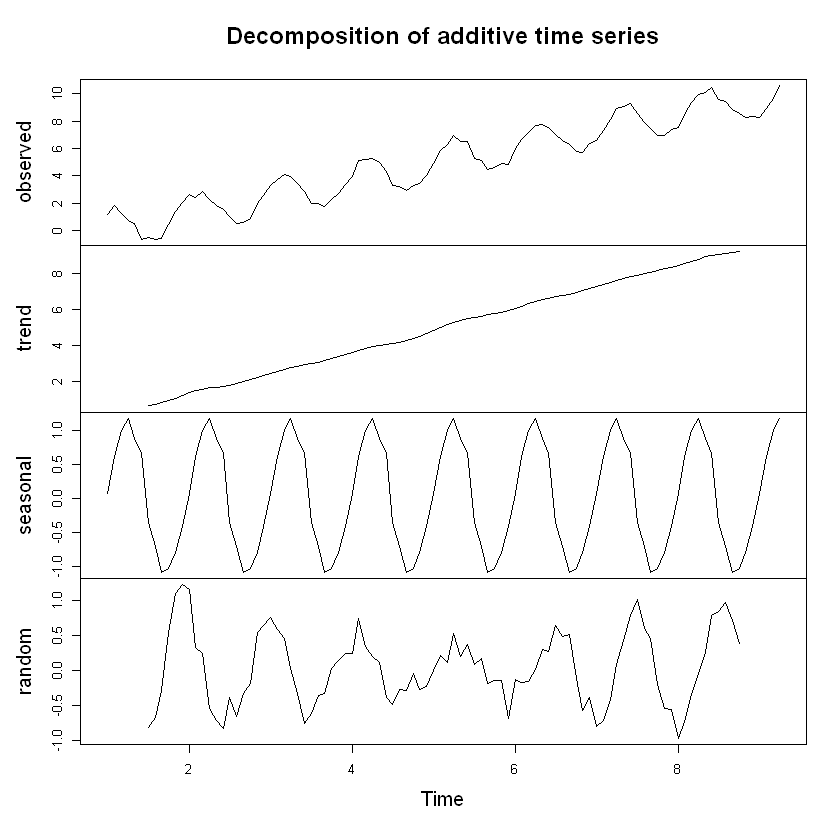 Decomposition of additive time series
observed
0 2 4 6 8 10
trend
2 4 6 8
seasonal
-1.0 -0.5 0.0 0.5 1.0
random
-1.0 -0.5 0.0 0.5 1.0
2 4 6 8
Time